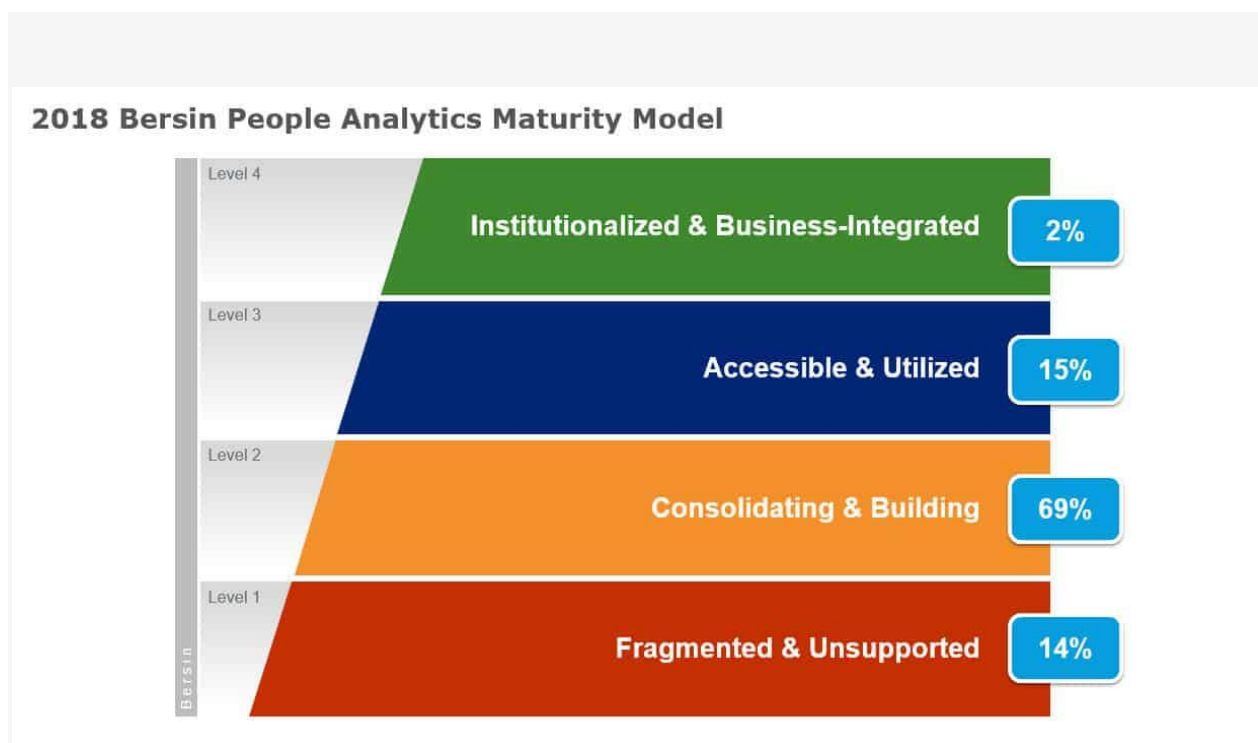 2018 Bersin People Analytics Maturity Model
Level 4
Institutionalized & Business-Integrated
2%
Level 3
Accessible & Utilized
15%
Level 2
Consolidating & Building
69%
Level 1
Fragmented & Unsupported
14%
Bersin